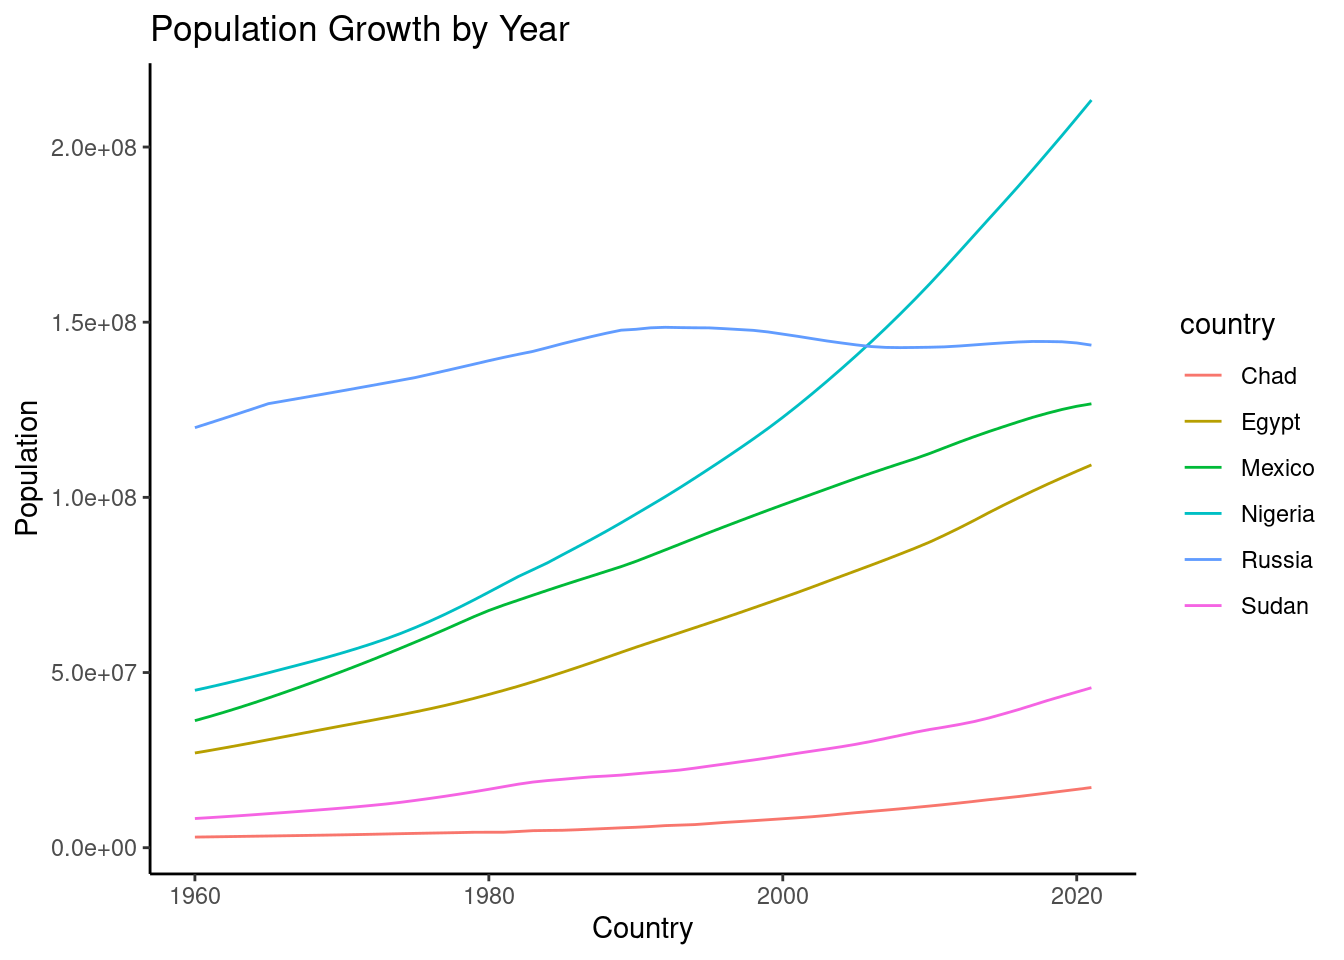 Population Growth by Year
2.0e+08
1.5e+08
1.0e+08
5.0e+07
0.0e+00
Population
1960 1980 2000 2020
Country
country
Chad
Egypt
Mexico
Nigeria
Russia
Sudan